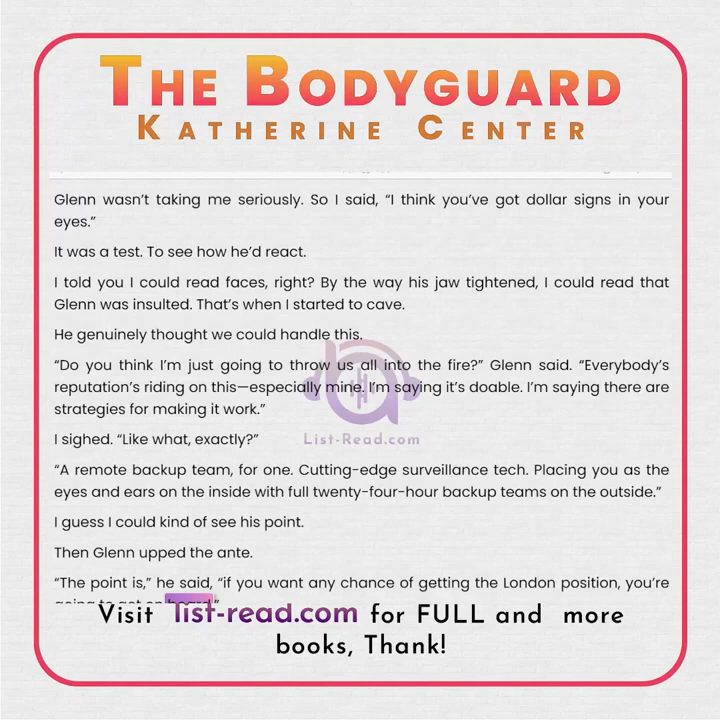 THE BODYGUARD
KATHERINE CENTER
Glenn wasn’t taking me seriously. So I said, “I think you’ve got dollar signs in your
eyes.”
It was a test. To see how he’d react.
I told you I could read faces, right? By the way his jaw tightened, I could read that
Glenn was insulted. That’s when I started to cave.
He genuinely thought we could handle this.
“Do you think I’m just going to throw us all into the fire?” Glenn said. “Everybody’s
reputation’s riding on this—especially mine. I’m saying it’s doable. I’m saying there are
strategies for making it work.”
List-Read.com
I sighed. “Like what, exactly?”
“A remote backup team, for one. Cutting-edge surveillance tech. Placing you as the
eyes and ears on the inside with full twenty-four-hour backup teams on the outside.”
I guess I could kind of see his point.
Then Glenn upped the ante.
“The point is,” he said, “if you want any chance of getting the London position, you’re
Visit list-read.com for FULL and more
books, Thank!